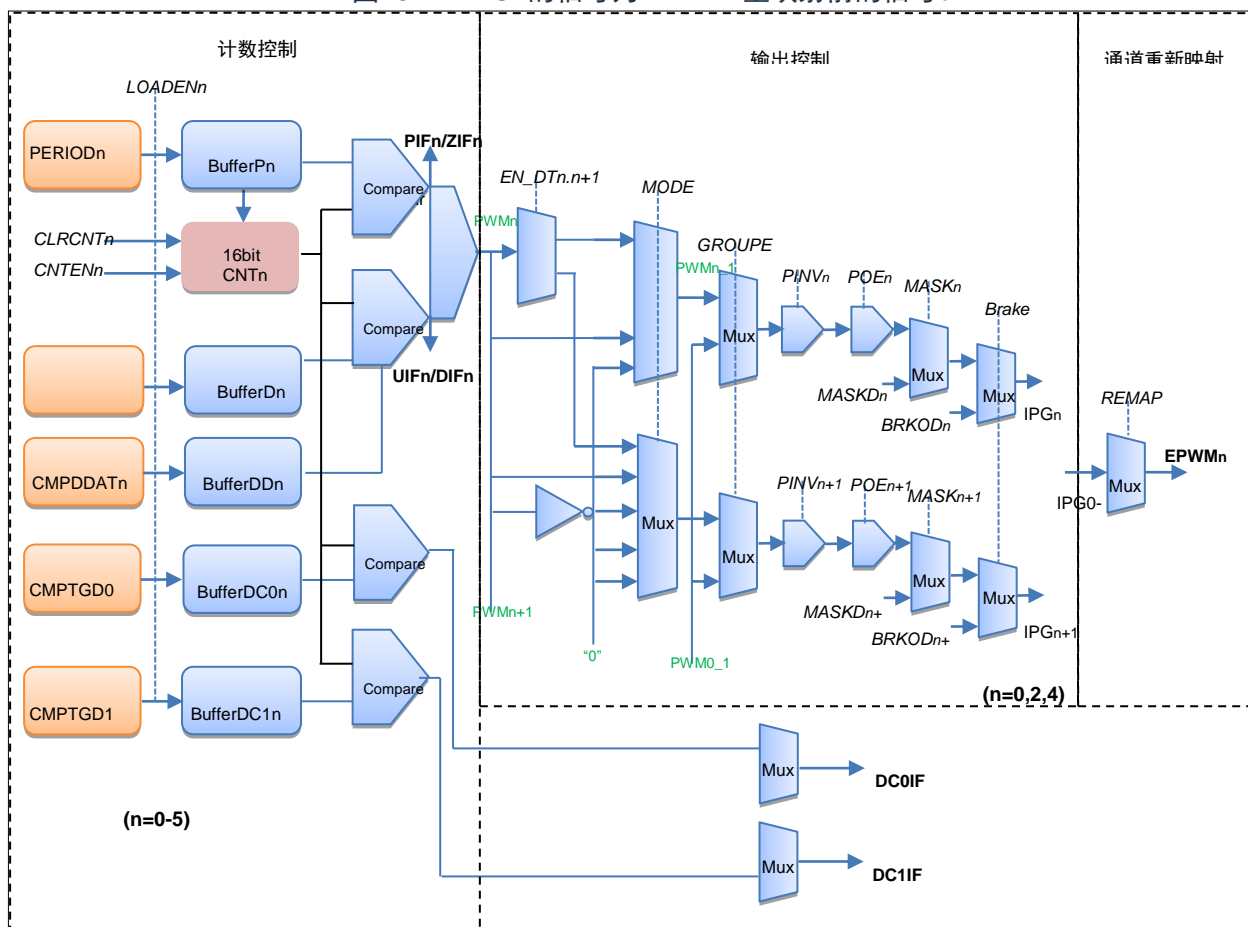 计数控制
输出控制
通道重新映射
LOADENn
PERIODn
BufferPn
CLRCNTn
CNTENn
16bit
CNTn
Compare
PIFn/ZIFn
Compare
UIFn/DIFn
BufferDn
CMPDDATn
BufferDDn
CMPTGD0
BufferDC0n
Compare
CMPTGD1
BufferDC1n
Compare
(n=0-5)
PWMn
EN_DTn.n+1
MODE
GROUPE
PWMn_1
Mux
PINVn
POEn
MASKn
Mux
MASKDn
Brake
Mux
BRKODn
IPGn
Mux
Mux
PINVn+1
POEn+1
MASKn+1
Mux
MASKDn+
Mux
BRKODn+
IPGn+1
PWMn+1
“0”
PWM0_1
(n=0,2,4)
REMAP
Mux
IPG0-
EPWMn
Mux
DC0IF
Mux
DC1IF